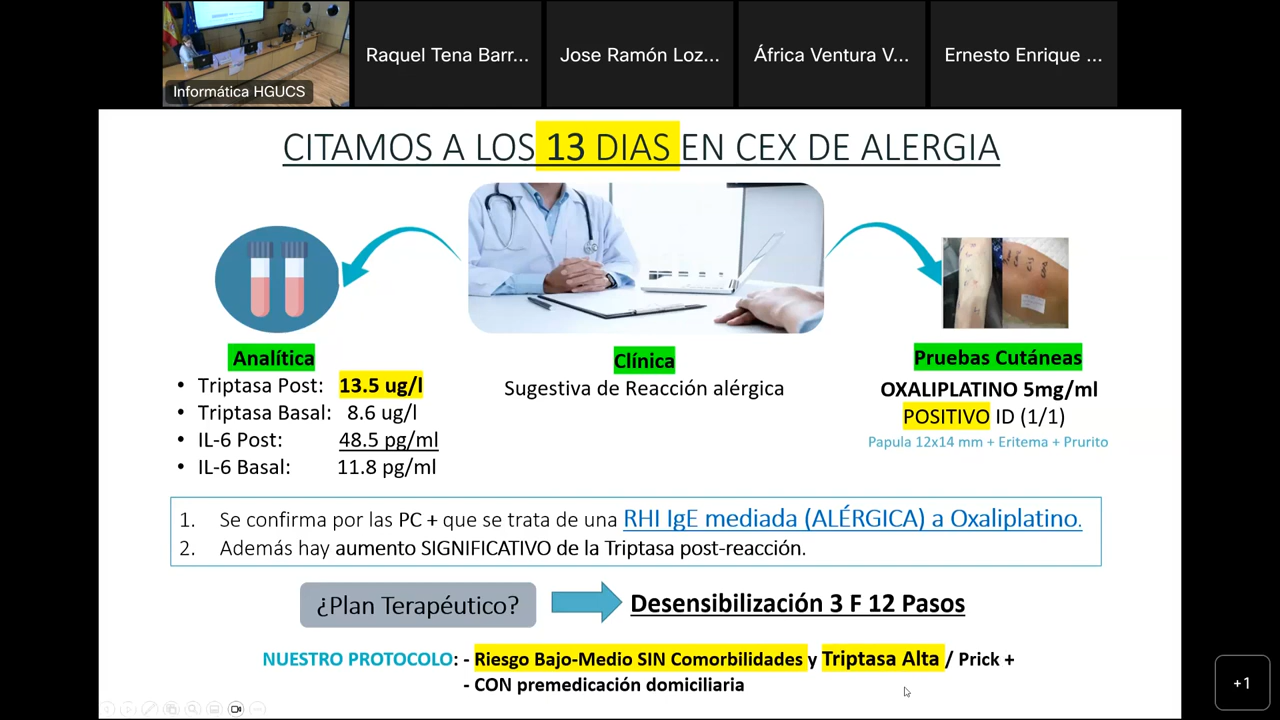 Informática HGUCS
Raquel Tena Barr...
Jose Ramón Loz...
África Ventura V...
Ernesto Enrique ...
CITAMOS A LOS 13 DIAS EN CEX DE ALERGIA
Analítica
• Triptasa Post: 13.5 ug/l
• Triptasa Basal: 8.6 ug/l
• IL-6 Post: 48.5 pg/ml
• IL-6 Basal: 11.8 pg/ml
Clínica
Sugestiva de Reacción alérgica
Pruebas Cutáneas
OXALIPLATINO 5mg/ml
POSITIVO ID (1/1)
Papula 12x14 mm + Eritema + Prurito
1. Se confirma por las PC + que se trata de una RHI IgE mediada (ALÉRGICA) a Oxaliplatino.
2. Además hay aumento SIGNIFICATIVO de la Triptasa post-reacción.
¿Plan Terapéutico?
Desensibilización 3 F 12 Pasos
NUESTRO PROTOCOLO: - Riesgo Bajo-Medio SIN Comorbilidades y Triptasa Alta / Prick +
- CON premedicación domiciliaria
+1